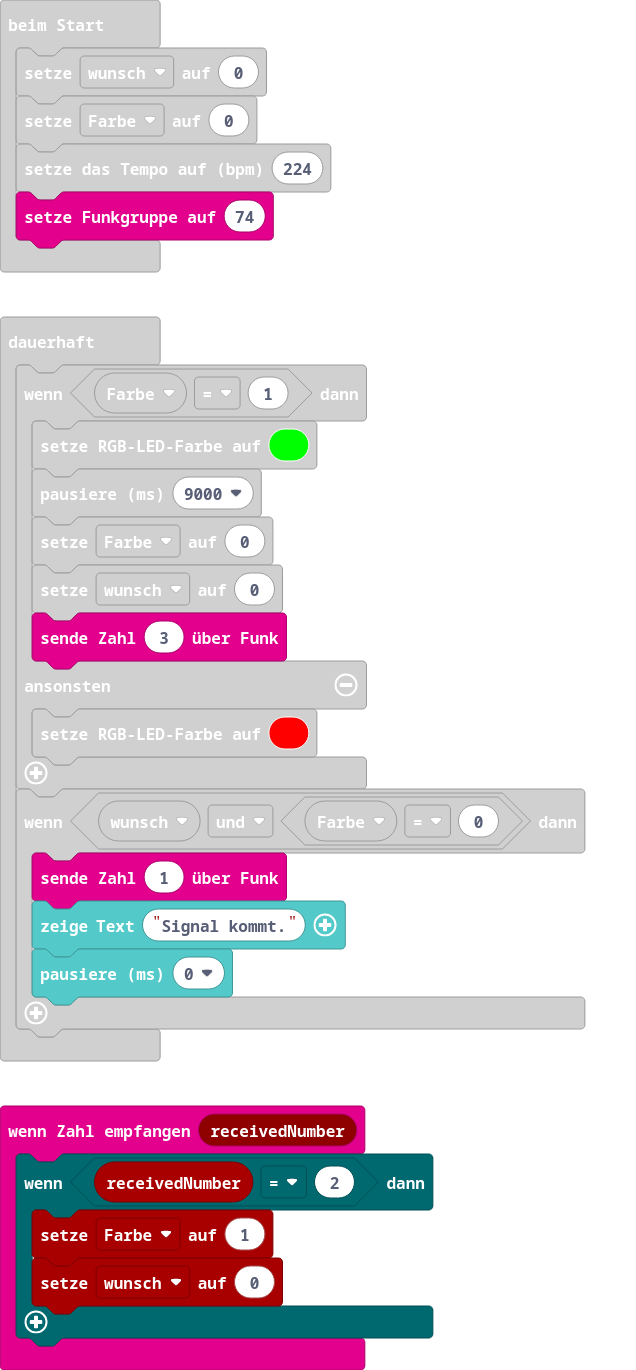 beim Start
setze wunsch auf 0
setze Farbe auf 0
setze das Tempo auf (bpm) 224
setze Funkgruppe auf 74
dauerhaft
wenn Farbe = 1 dann
setze RGB-LED-Farbe auf
pausiere (ms) 9000
setze Farbe auf 0
setze wunsch auf 0
sende Zahl 3 über Funk
ansonsten
setze RGB-LED-Farbe auf
wenn wunsch und Farbe = 0 dann
sende Zahl 1 über Funk
zeige Text "Signal kommt."
pausiere (ms) 0
wenn Zahl empfangen receivedNumber
wenn receivedNumber = 2 dann
setze Farbe auf 1
setze wunsch auf 0